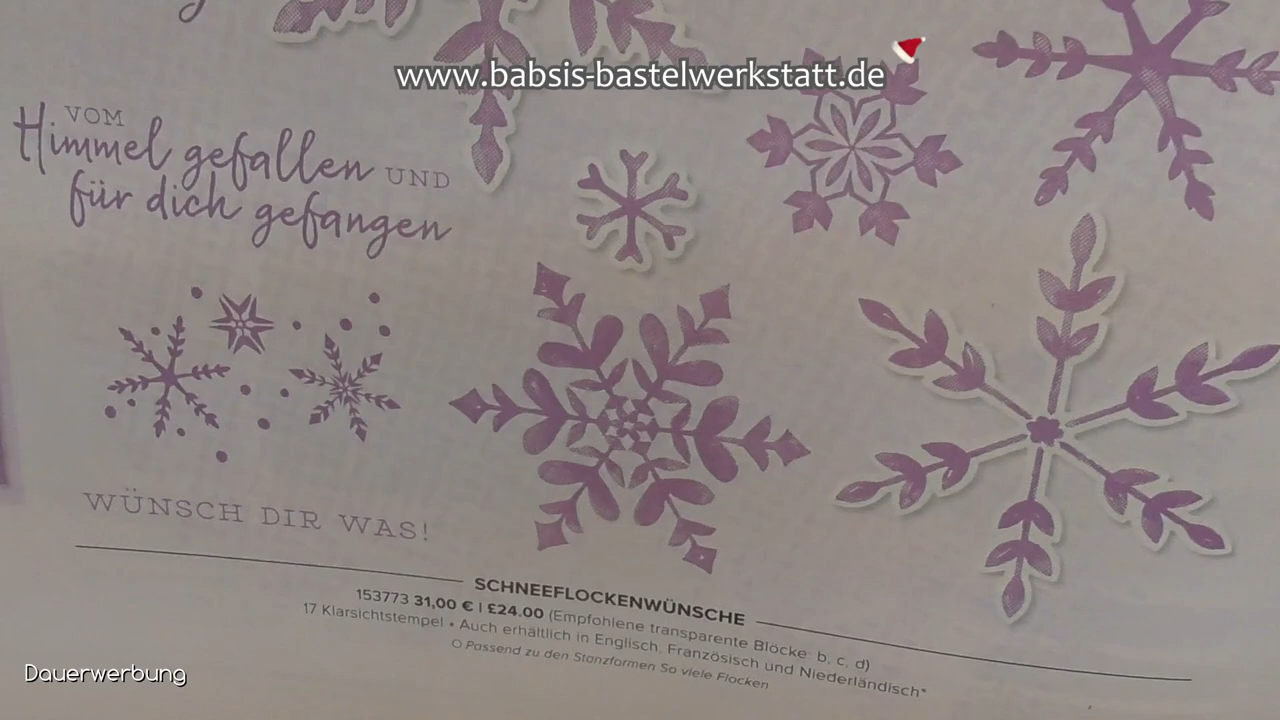 www.babsis-bastelwerkstatt.de
VOM
Himmel gefallen UND
für dich gefangen
WÜNSCH DIR WAS!
SCHNEEFLOCKENWÜNSCHE
153773 31,00 € | £24.00 (Empfohlene transparente Blöcke: b, c, d)
17 Klarsichtstempel • Auch erhältlich in Englisch, Französisch und Niederländisch*
O Passend zu den Stanzformen So viele Flocken
Dauerwerbung